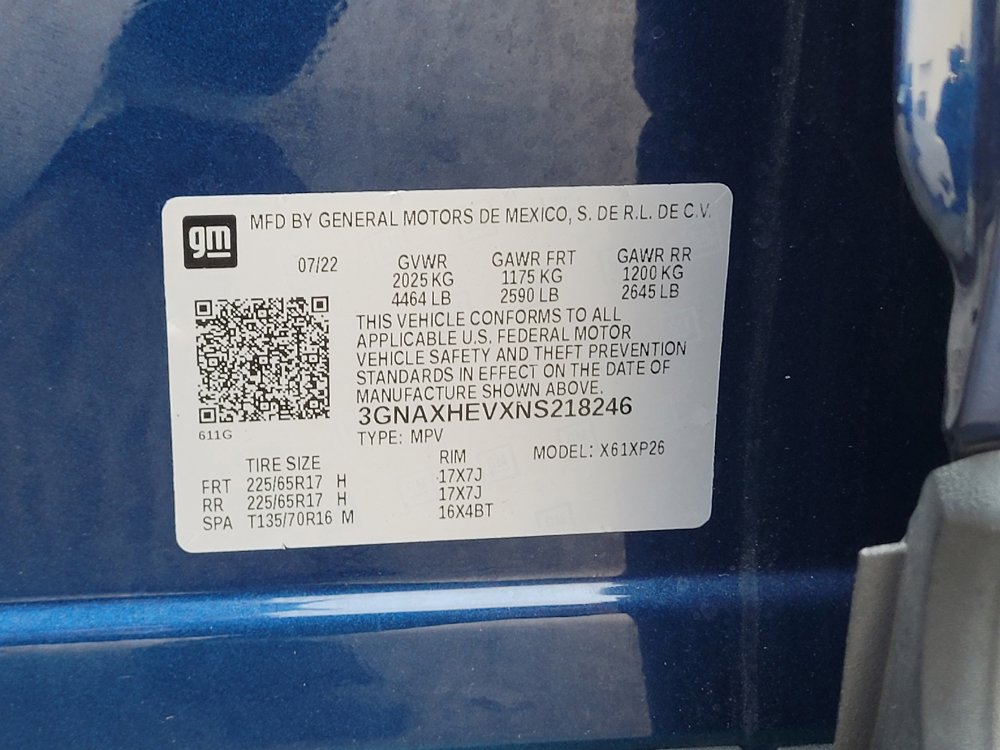 gm
MFD BY GENERAL MOTORS DE MEXICO, S. DE R.L. DE C.V.
07/22
GVWR GAWR FRT GAWR RR
2025 KG 1175 KG 1200 KG
4464 LB 2590 LB 2645 LB
THIS VEHICLE CONFORMS TO ALL
APPLICABLE U.S. FEDERAL MOTOR
VEHICLE SAFETY AND THEFT PREVENTION
STANDARDS IN EFFECT ON THE DATE OF
MANUFACTURE SHOWN ABOVE.
3GNAXHEVXNS218246
611G
TYPE: MPV
MODEL: X61XP26
TIRE SIZE RIM
FRT 225/65R17 H 17X7J
RR 225/65R17 H 17X7J
SPA T135/70R16 M 16X4BT